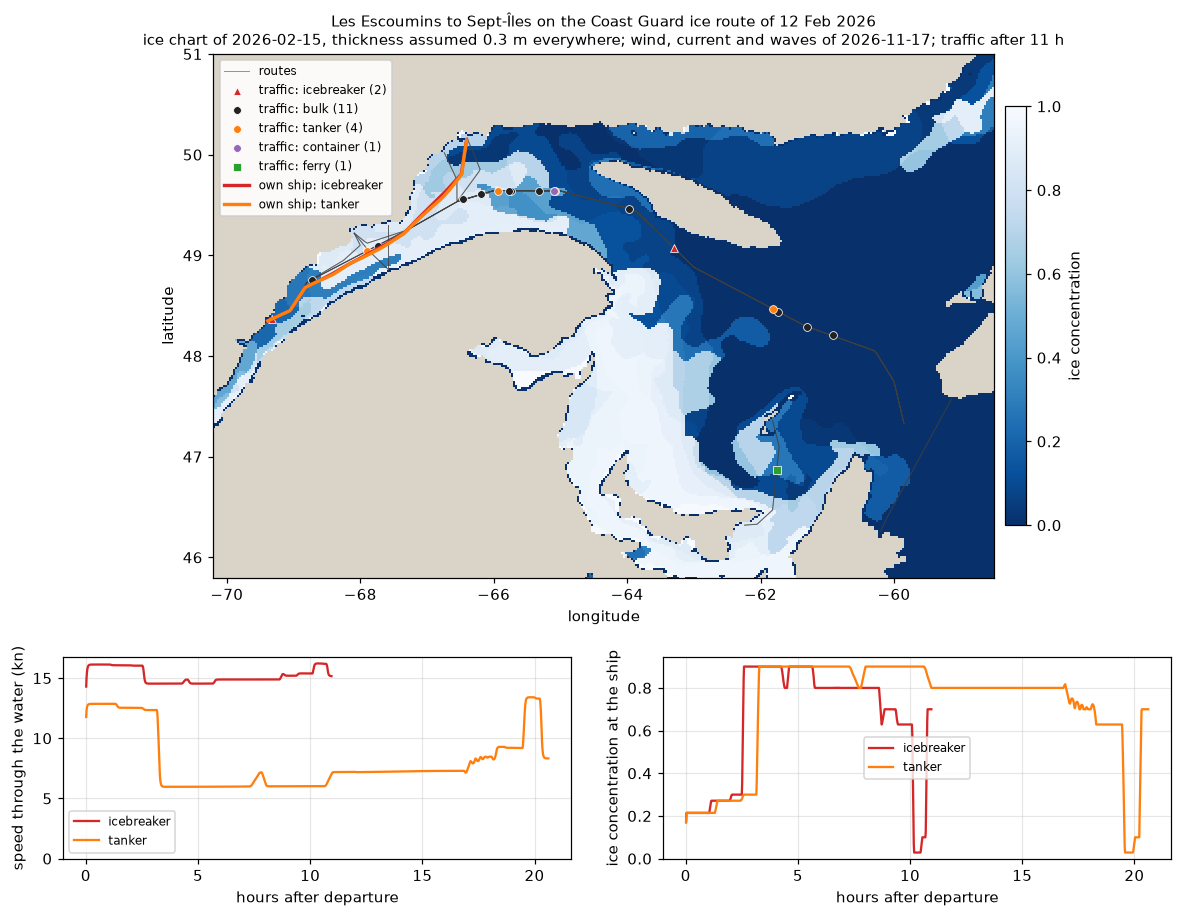 Les Escoumins to Sept-Îles on the Coast Guard ice route of 12 Feb 2026
ice chart of 2026-02-15, thickness assumed 0.3 m everywhere; wind, current and waves of 2026-11-17; traffic after 11 h
routes
traffic: icebreaker (2)
traffic: bulk (11)
traffic: tanker (4)
traffic: container (1)
traffic: ferry (1)
own ship: icebreaker
own ship: tanker
51
50
49
48
47
46
latitude
−70
−68
−66
−64
−62
−60
longitude
1.0
0.8
0.6
0.4
0.2
0.0
ice concentration
speed through the water (kn)
15
10
5
0
icebreaker
tanker
0
5
10
15
20
hours after departure
ice concentration at the ship
0.8
0.6
0.4
0.2
0.0
icebreaker
tanker
0
5
10
15
20
hours after departure